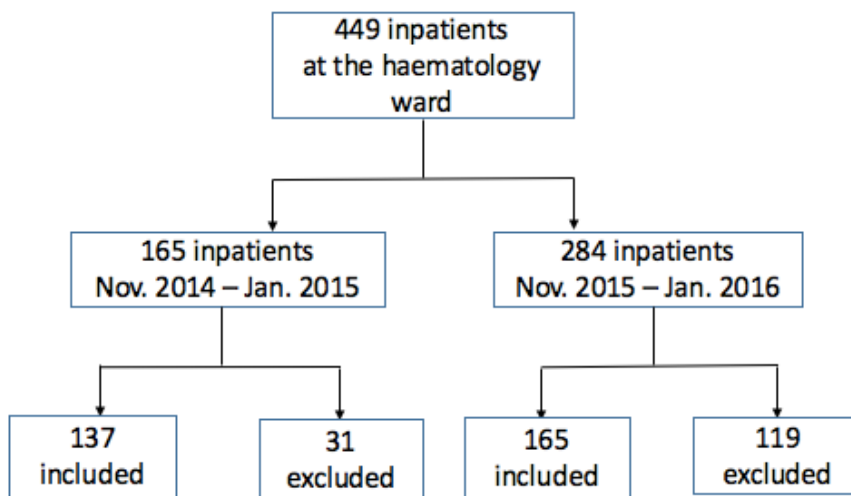 449 inpatients
at the haematology
ward
165 inpatients
Nov. 2014 – Jan. 2015
284 inpatients
Nov. 2015 – Jan. 2016
137
included
31
excluded
165
included
119
excluded